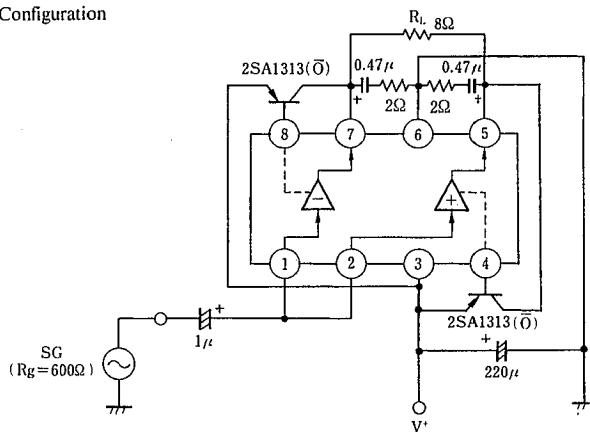 Configuration
RL 8Ω
2SA1313(O̅)
0.47μ
0.47μ
+
2Ω
2Ω
+
8
7
6
5
−
+
1
2
3
4
2SA1313(O̅)
+
1μ
SG
(Rg=600Ω)
+
220μ
V⁺